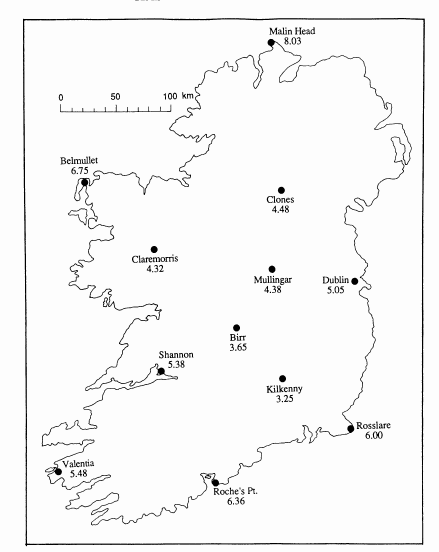 Malin Head
8.03
0 50 100 km
Belmullet
6.75
Clones
4.48
Claremorris
4.32
Mullingar
4.38
Dublin
5.05
Birr
3.65
Shannon
5.38
Kilkenny
3.25
Rosslare
6.00
Valentia
5.48
Roche's Pt.
6.36